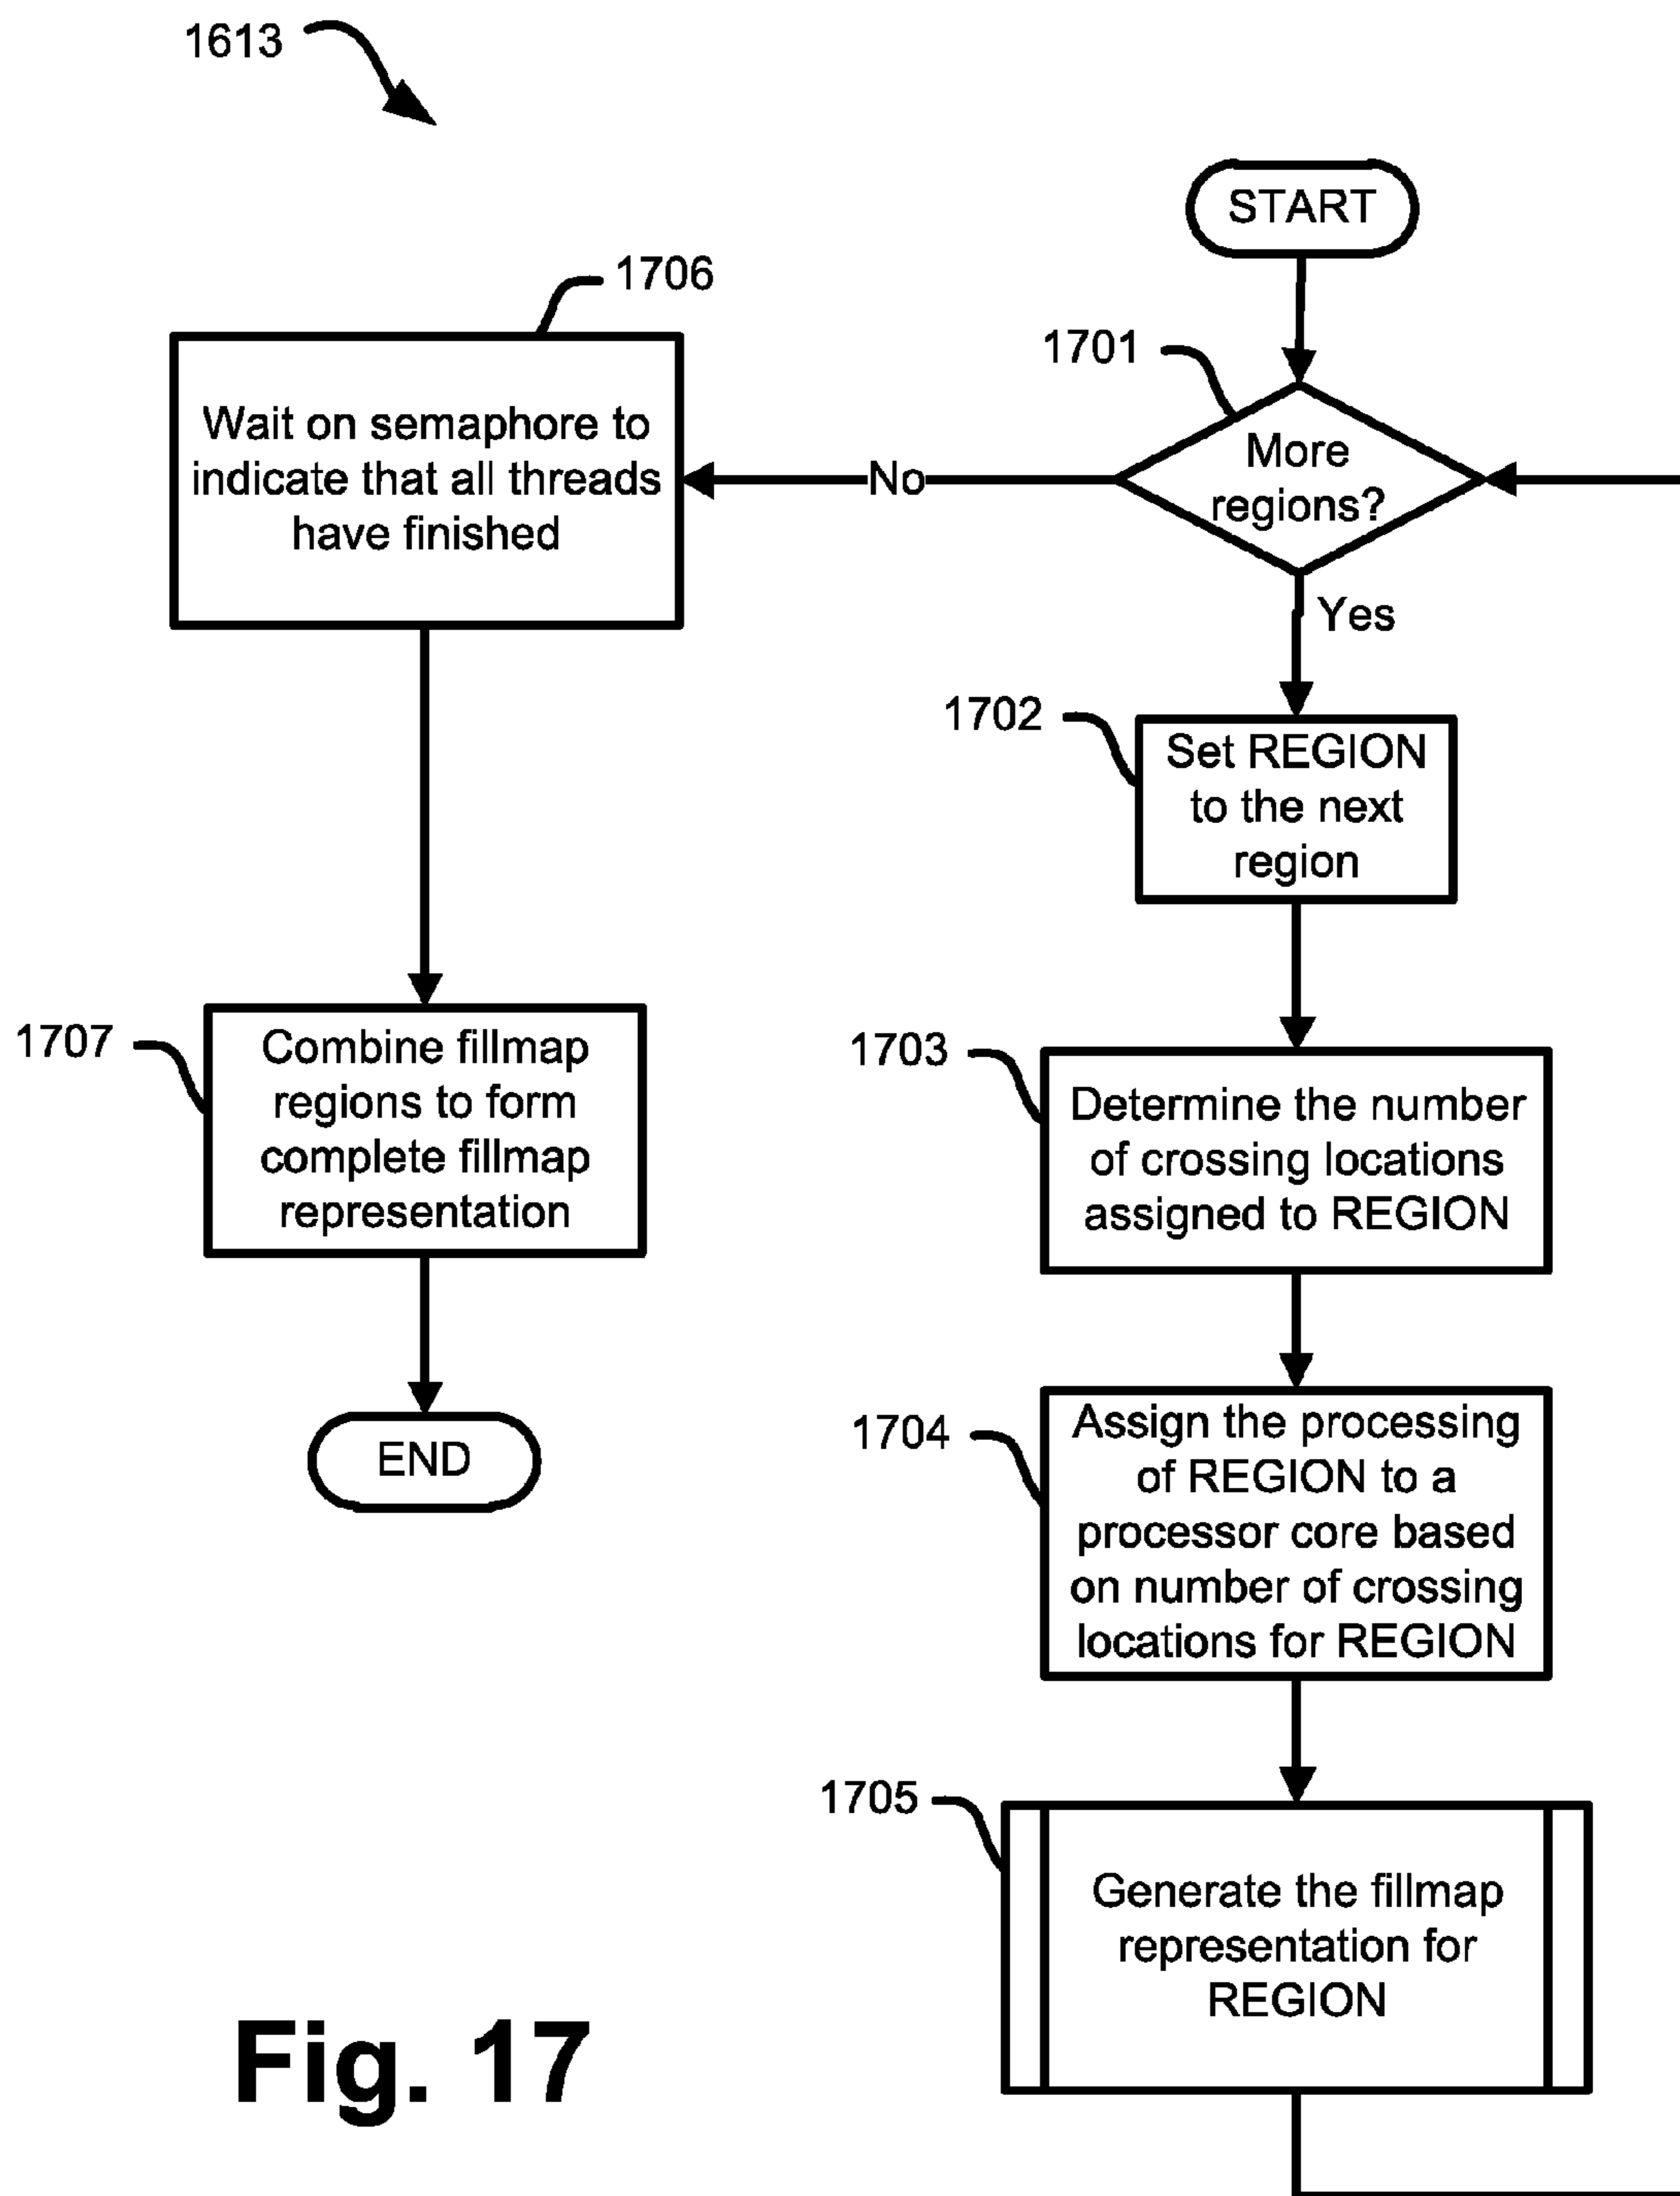 1613
START
1706
1701
Wait on semaphore to
indicate that all threads
have finished
No
More
regions?
Yes
1702
Set REGION
to the next
region
1707
Combine fillmap
regions to form
complete fillmap
representation
1703
Determine the number
of crossing locations
assigned to REGION
END
1704
Assign the processing
of REGION to a
processor core based
on number of crossing
locations for REGION
1705
Generate the fillmap
representation for
REGION
Fig. 17